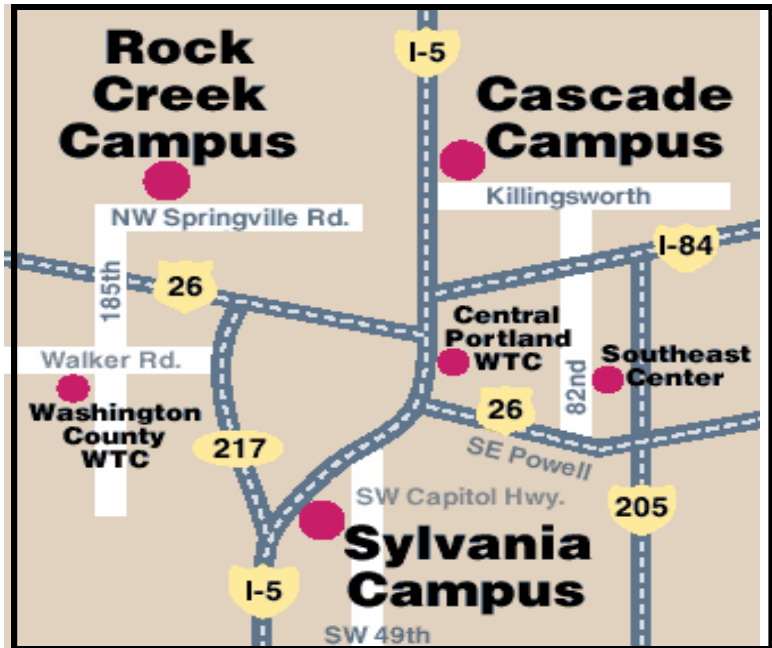 Rock
Creek
Campus
I-5
Cascade
Campus
Killingsworth
NW Springville Rd.
I-84
185th
26
Central
Portland
WTC
Walker Rd.
82nd
Southeast
Center
Washington
County
WTC
26
217
SE Powell
SW Capitol Hwy.
205
Sylvania
Campus
I-5
SW 49th